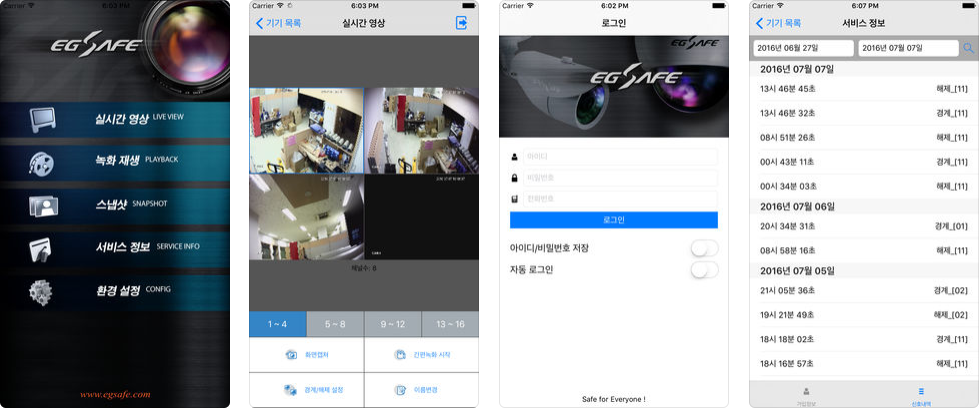 Carrier 6:03 PM
EGSAFE
실시간 영상 LIVE VIEW
녹화 재생 PLAYBACK
스냅샷 SNAPSHOT
서비스 정보 SERVICE INFO
환경 설정 CONFIG
www.egsafe.com
Carrier 6:03 PM
기기 목록 실시간 영상
채널수: 8
1 ~ 4 5 ~ 8 9 ~ 12 13 ~ 16
화면캡쳐 간편녹화 시작
경계/해제 설정 이름변경
Carrier 6:02 PM
로그인
EGSAFE
EGSAFE
아이디
비밀번호
전화번호
로그인
아이디/비밀번호 저장
자동 로그인
Safe for Everyone !
Carrier 6:07 PM
기기 목록 서비스 정보
2016년 06월 27일 2016년 07월 07일
2016년 07월 07일
13시 46분 45초 해제_[11]
13시 46분 32초 경계_[11]
08시 51분 26초 해제_[11]
00시 43분 11초 경계_[11]
00시 34분 03초 해제_[11]
2016년 07월 06일
20시 34분 31초 경계_[01]
08시 58분 16초 해제_[11]
2016년 07월 05일
21시 05분 36초 경계_[02]
19시 21분 49초 해제_[02]
18시 18분 02초 경계_[11]
18시 16분 57초 해제_[11]
가입정보 신호내역